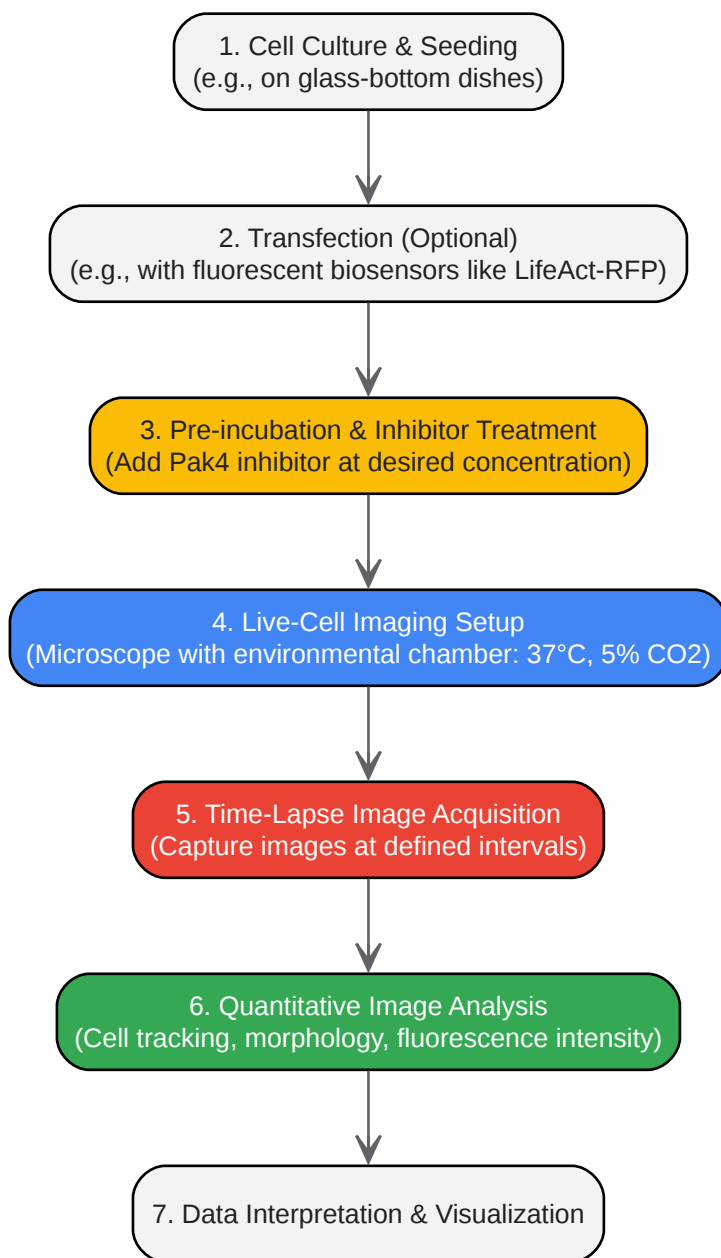 1. Cell Culture & Seeding
(e.g., on glass-bottom dishes)
2. Transfection (Optional)
(e.g., with fluorescent biosensors like LifeAct-RFP)
3. Pre-incubation & Inhibitor Treatment
(Add Pak4 inhibitor at desired concentration)
4. Live-Cell Imaging Setup
(Microscope with environmental chamber: 37°C, 5% CO2)
5. Time-Lapse Image Acquisition
(Capture images at defined intervals)
6. Quantitative Image Analysis
(Cell tracking, morphology, fluorescence intensity)
7. Data Interpretation & Visualization